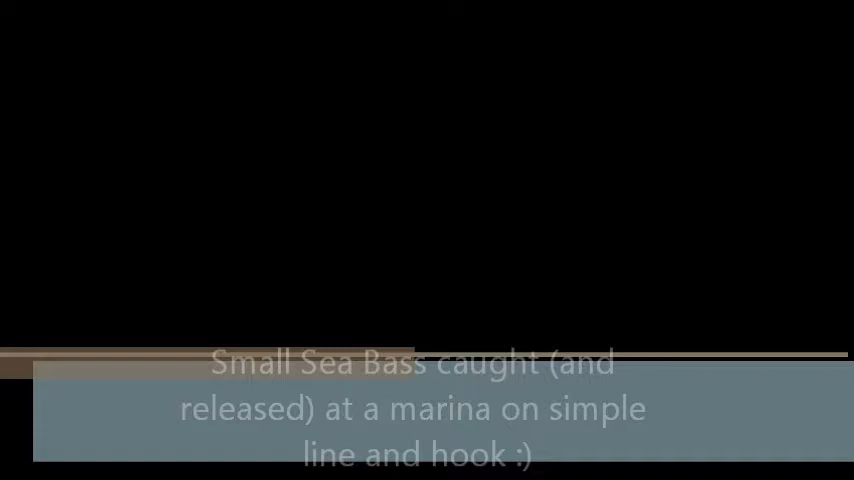 Small Sea Bass caught (and
released) at a marina on simple
line and hook :)